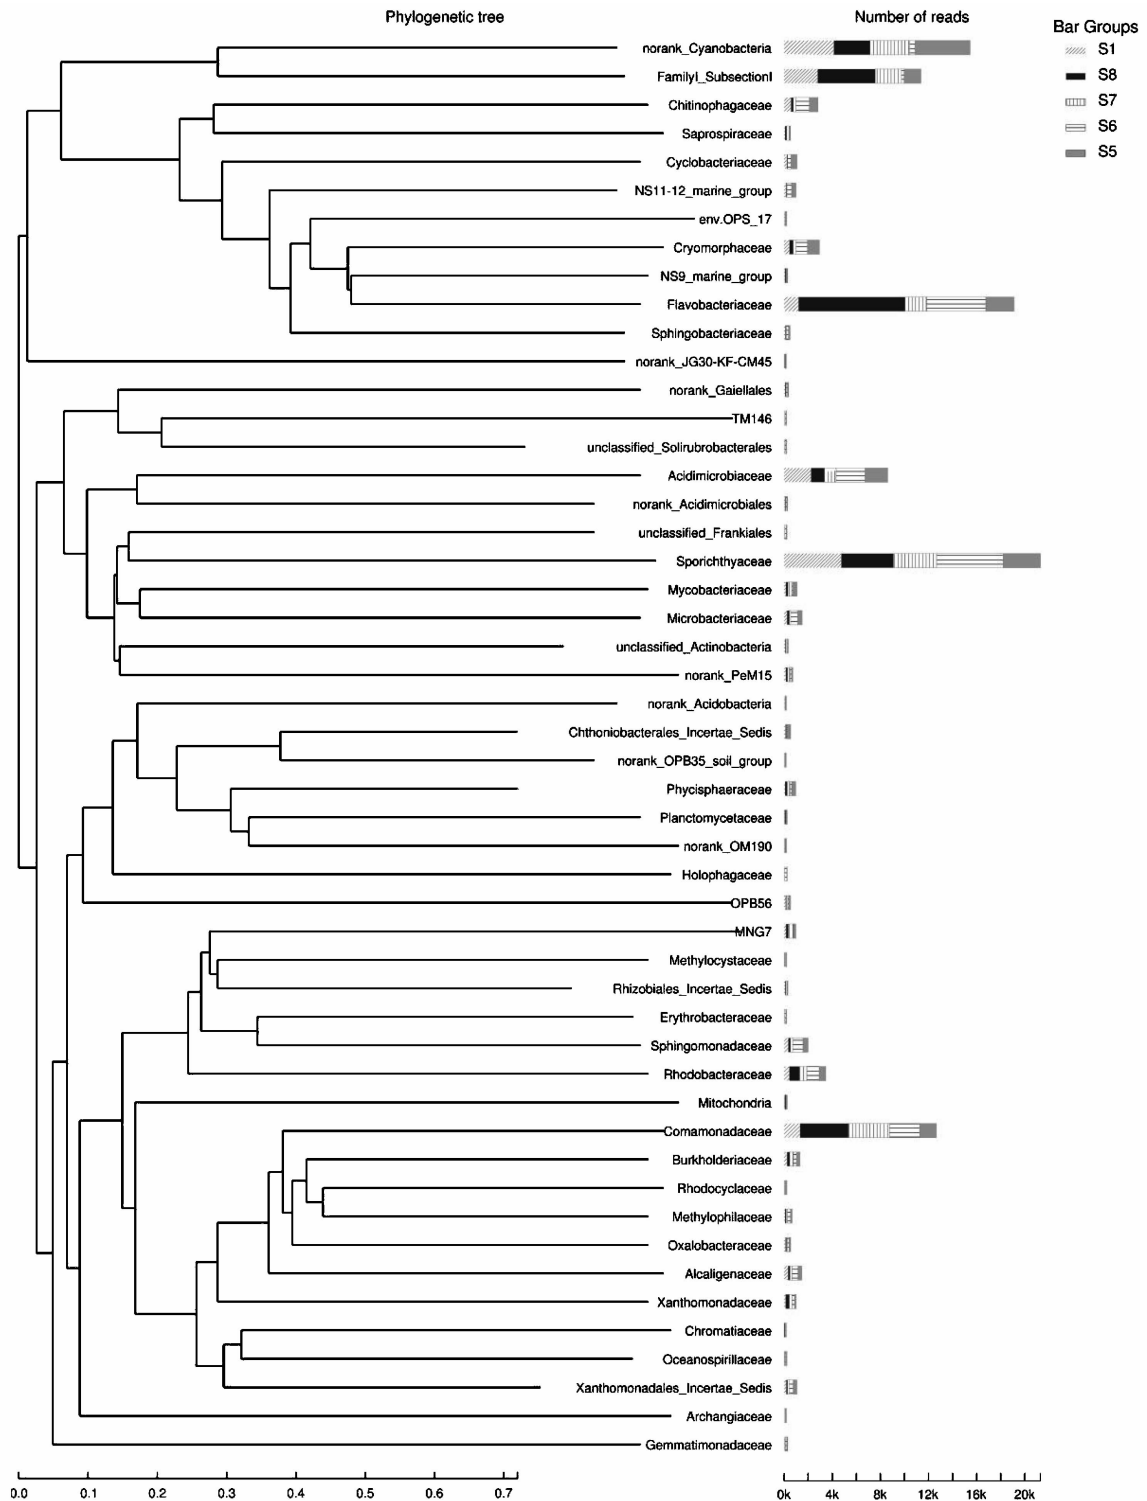 Phylogenetic tree
Number of reads
Bar Groups
S1
S8
S7
S6
S5
norank_Cyanobacteria
FamilyI_SubsectionI
Chitinophagaceae
Saprospiraceae
Cyclobacteriaceae
NS11-12_marine_group
env.OPS_17
Cryomorphaceae
NS9_marine_group
Flavobacteriaceae
Sphingobacteriaceae
norank_JG30-KF-CM45
norank_Gaiellales
TM146
unclassified_Solirubrobacterales
Acidimicrobiaceae
norank_Acidimicrobiales
unclassified_Frankiales
Sporichthyaceae
Mycobacteriaceae
Microbacteriaceae
unclassified_Actinobacteria
norank_PeM15
norank_Acidobacteria
Chthoniobacterales_Incertae_Sedis
norank_OPB35_soil_group
Phycisphaeraceae
Planctomycetaceae
norank_OM190
Holophagaceae
OPB56
MNG7
Methylocystaceae
Rhizobiales_Incertae_Sedis
Erythrobacteraceae
Sphingomonadaceae
Rhodobacteraceae
Mitochondria
Comamonadaceae
Burkholderiaceae
Rhodocyclaceae
Methylophilaceae
Oxalobacteraceae
Alcaligenaceae
Xanthomonadaceae
Chromatiaceae
Oceanospirillaceae
Xanthomonadales_Incertae_Sedis
Archangiaceae
Gemmatimonadaceae
0.0 0.1 0.2 0.3 0.4 0.5 0.6 0.7
0k 4k 8k 12k 16k 20k